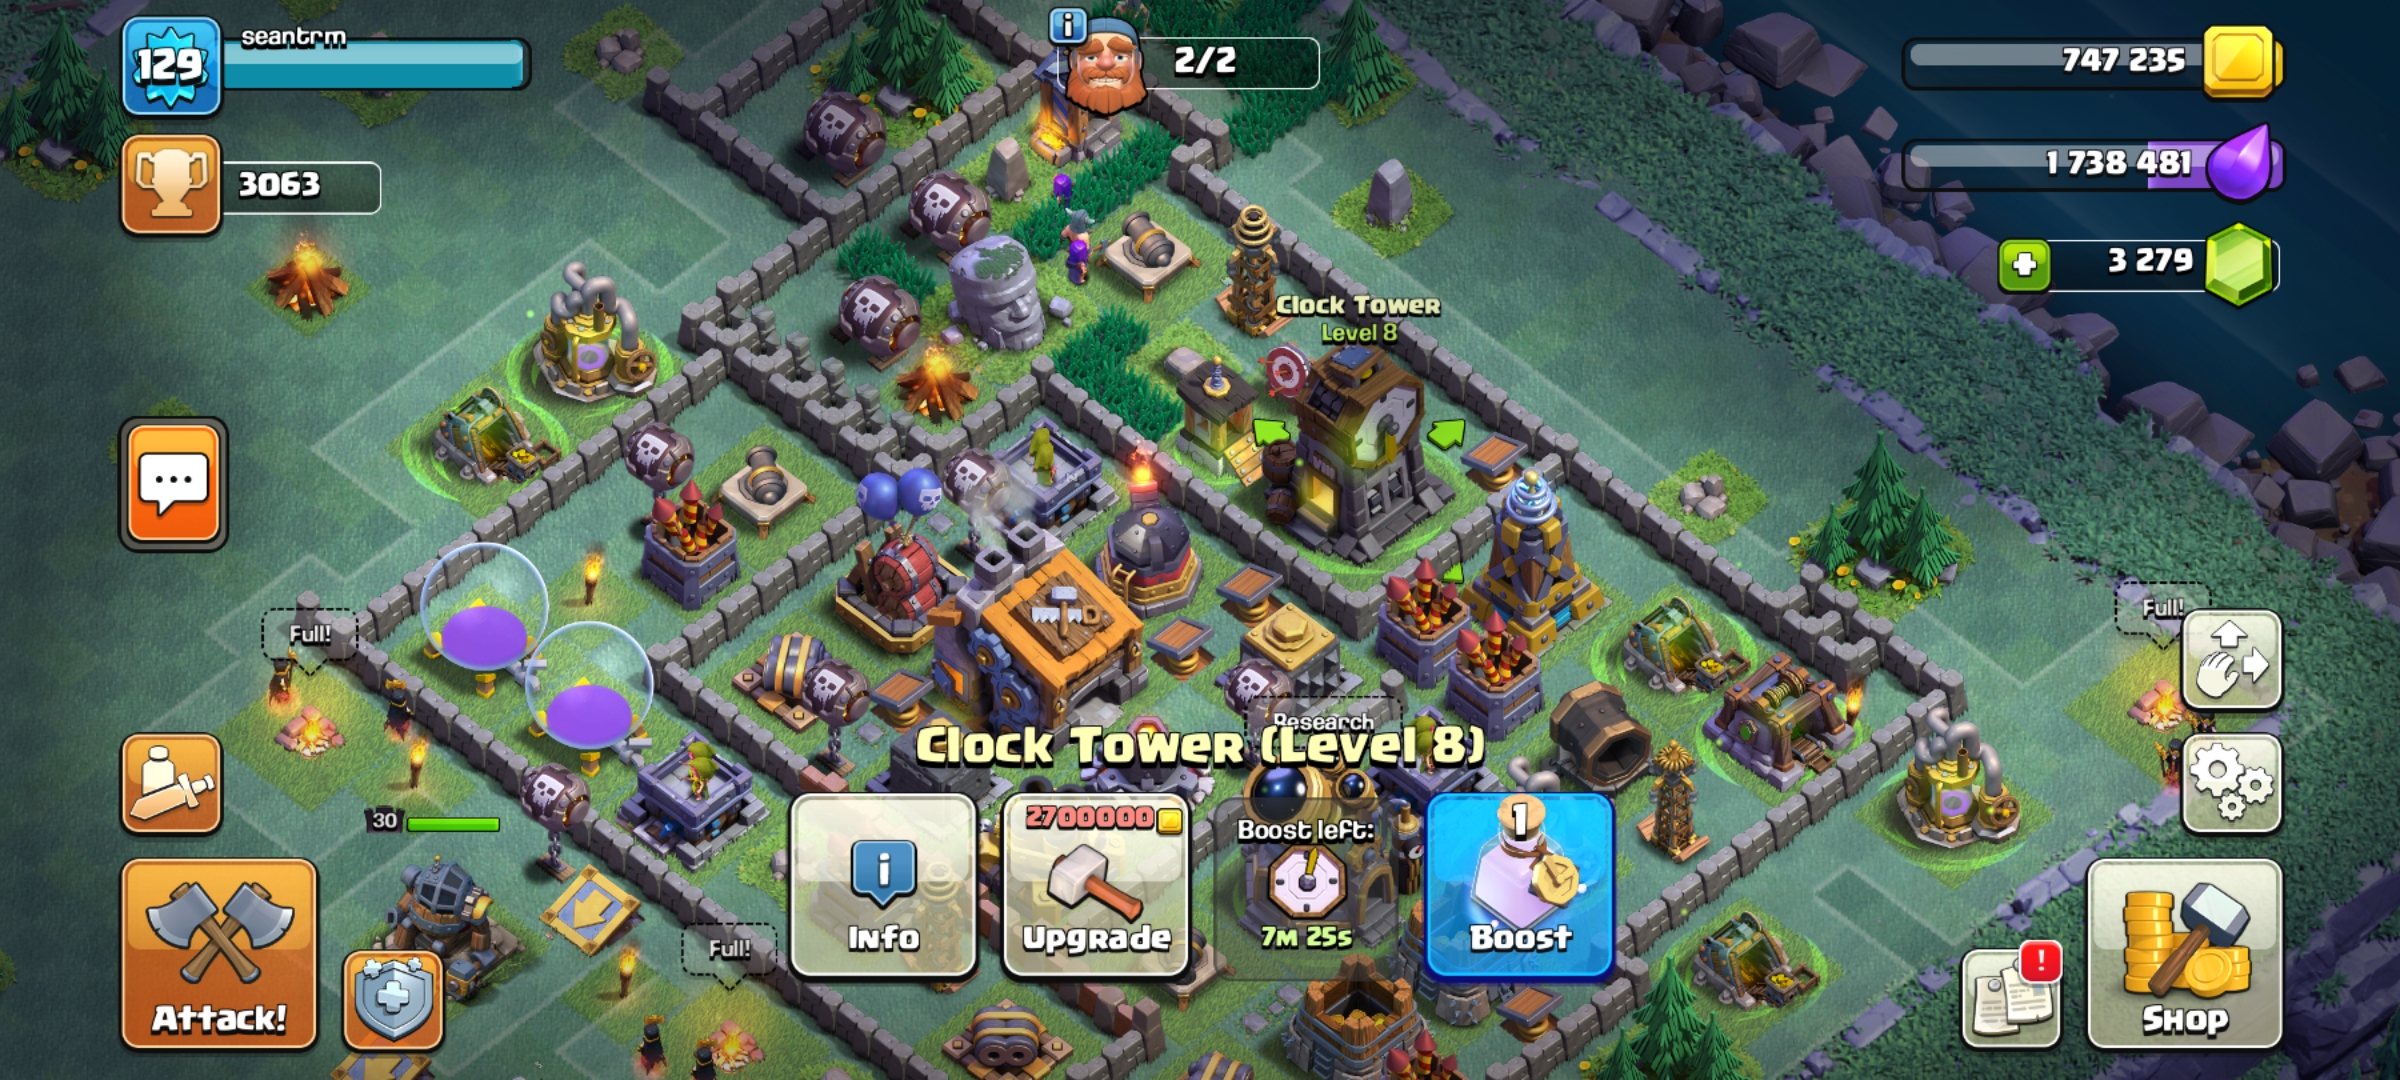 129
seantrm
2/2
747 235
3063
1 738 481
3 279
Clock Tower
Level 8
Full!
Full!
Research
Clock Tower (Level 8)
30
2700000
Boost left:
1
Full!
Info
Upgrade
7M 25s
Boost
!
Attack!
Shop